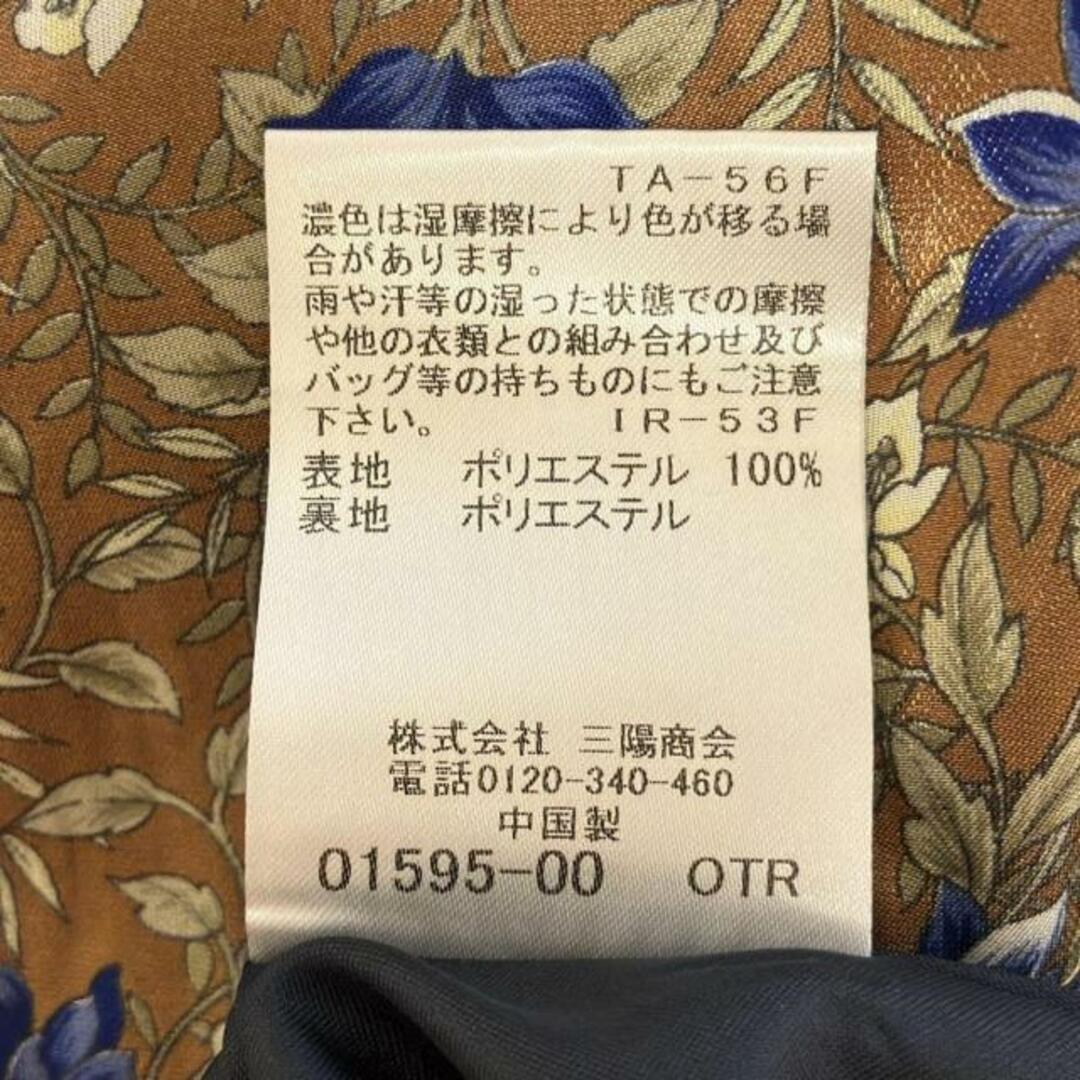 TA-56F
濃色は湿摩擦により色が移る場
合があります。
雨や汗等の湿った状態での摩擦
や他の衣類との組み合わせ及び
バッグ等の持ちものにもご注意
下さい。 IR-53F
表地 ポリエステル 100%
裏地 ポリエステル
株式会社 三陽商会
電話0120-340-460
中国製
01595-00 OTR